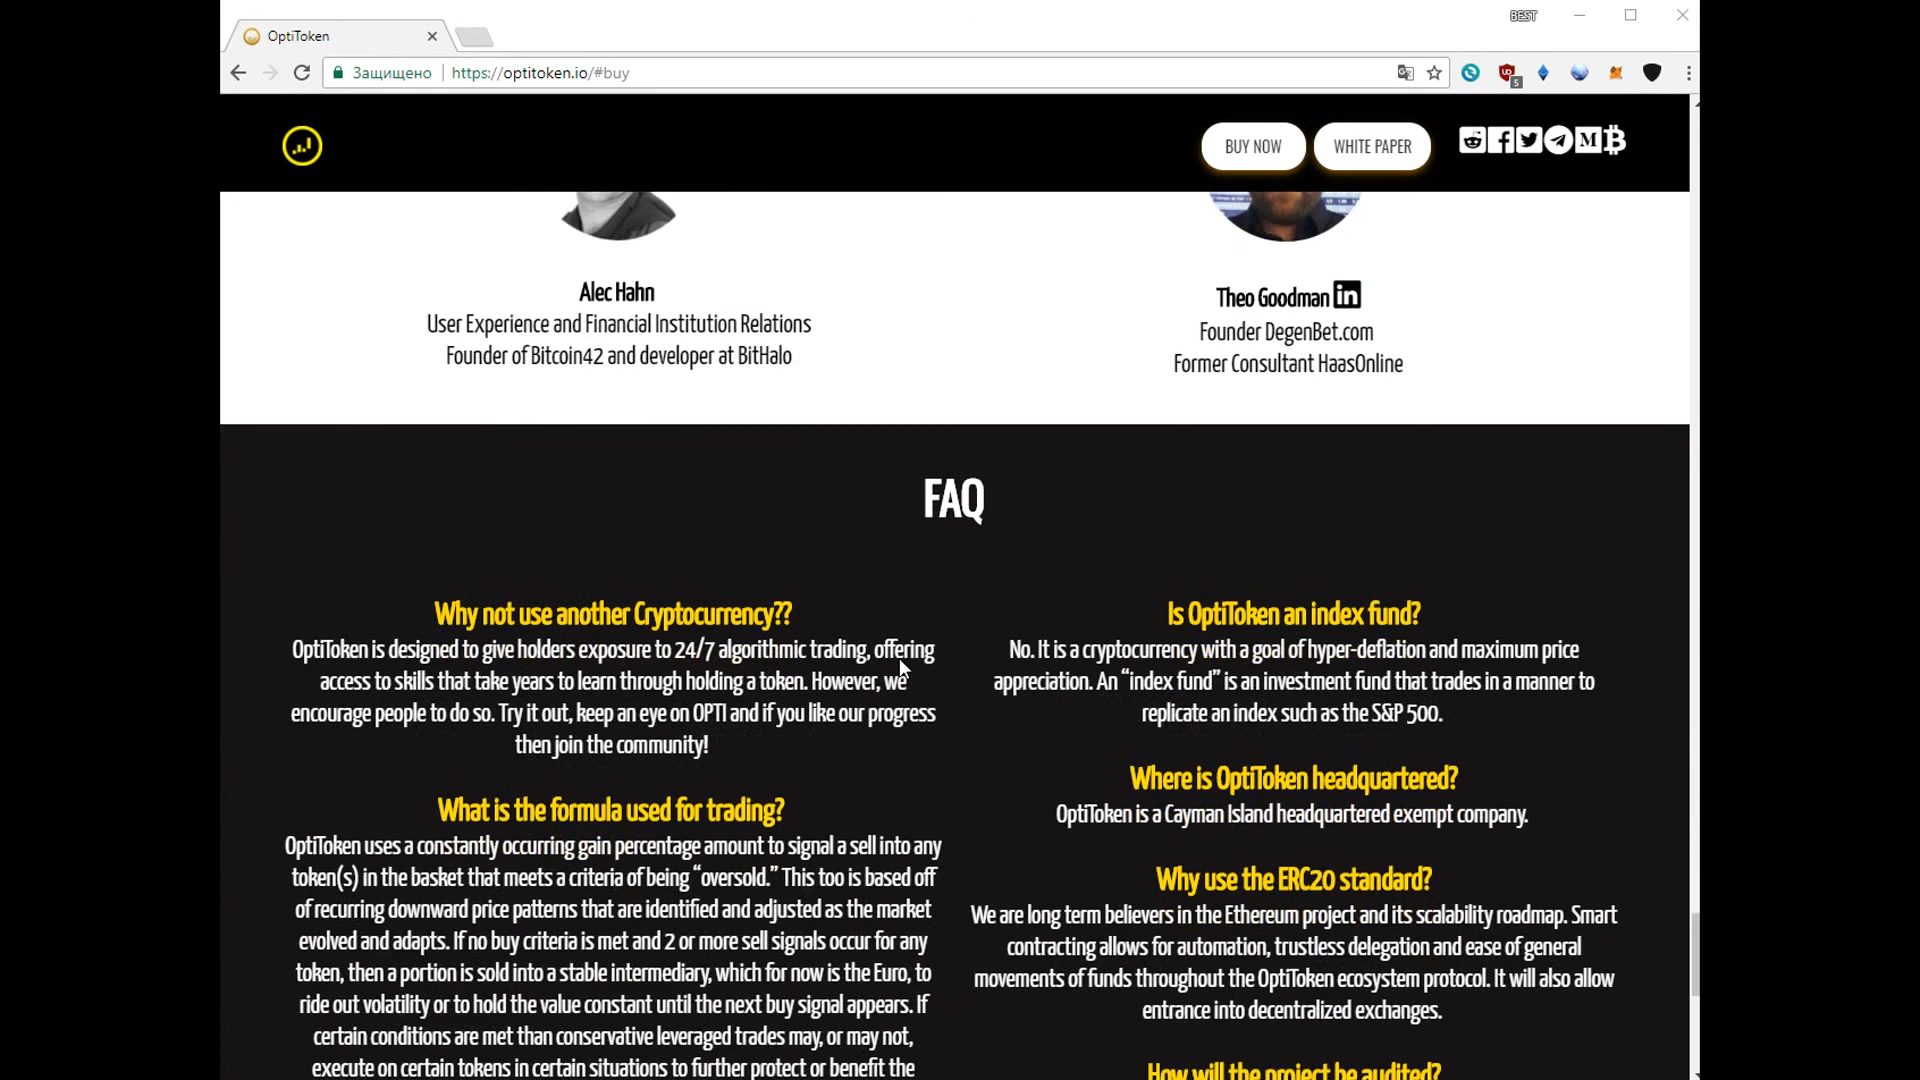 BEST
OptiToken
Защищено
https://optitoken.io/#buy
5
BUY NOW
WHITE PAPER
Alec Hahn
User Experience and Financial Institution Relations
Founder of Bitcoin42 and developer at BitHalo
Theo Goodman in
Founder DegenBet.com
Former Consultant HaasOnline
FAQ
Why not use another Cryptocurrency??
OptiToken is designed to give holders exposure to 24/7 algorithmic trading, offering
access to skills that take years to learn through holding a token. However, we
encourage people to do so. Try it out, keep an eye on OPTI and if you like our progress
then join the community!
What is the formula used for trading?
OptiToken uses a constantly occurring gain percentage amount to signal a sell into any
token(s) in the basket that meets a criteria of being “oversold.” This too is based off
of recurring downward price patterns that are identified and adjusted as the market
evolved and adapts. If no buy criteria is met and 2 or more sell signals occur for any
token, then a portion is sold into a stable intermediary, which for now is the Euro, to
ride out volatility or to hold the value constant until the next buy signal appears. If
certain conditions are met than conservative leveraged trades may, or may not,
execute on certain tokens in certain situations to further protect or benefit the
Is OptiToken an index fund?
No. It is a cryptocurrency with a goal of hyper-deflation and maximum price
appreciation. An “index fund” is an investment fund that trades in a manner to
replicate an index such as the S&P 500.
Where is OptiToken headquartered?
OptiToken is a Cayman Island headquartered exempt company.
Why use the ERC20 standard?
We are long term believers in the Ethereum project and its scalability roadmap. Smart
contracting allows for automation, trustless delegation and ease of general
movements of funds throughout the OptiToken ecosystem protocol. It will also allow
entrance into decentralized exchanges.
How will the project be audited?